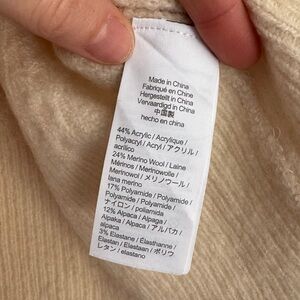 Made in China
Fabriqué en Chine
Hergestellt in China
Vervaardigd in China
中国製
hecho en china
44% Acrylic / Acrylique /
Polyacryl / Acryl / アクリル /
acrílico
24% Merino Wool / Laine
Mérinos / Merinowolle /
Merinowol / メリノウール /
lana merino
17% Polyamide / Polyamide /
Polyamid / Polyamide /
ナイロン / poliamida
12% Alpaca / Alpaga /
Alpaka / Alpaca / アルパカ /
alpaca
3% Elastane / Élasthanne /
Elastan / Elastaan / ポリウ
レタン / elastano